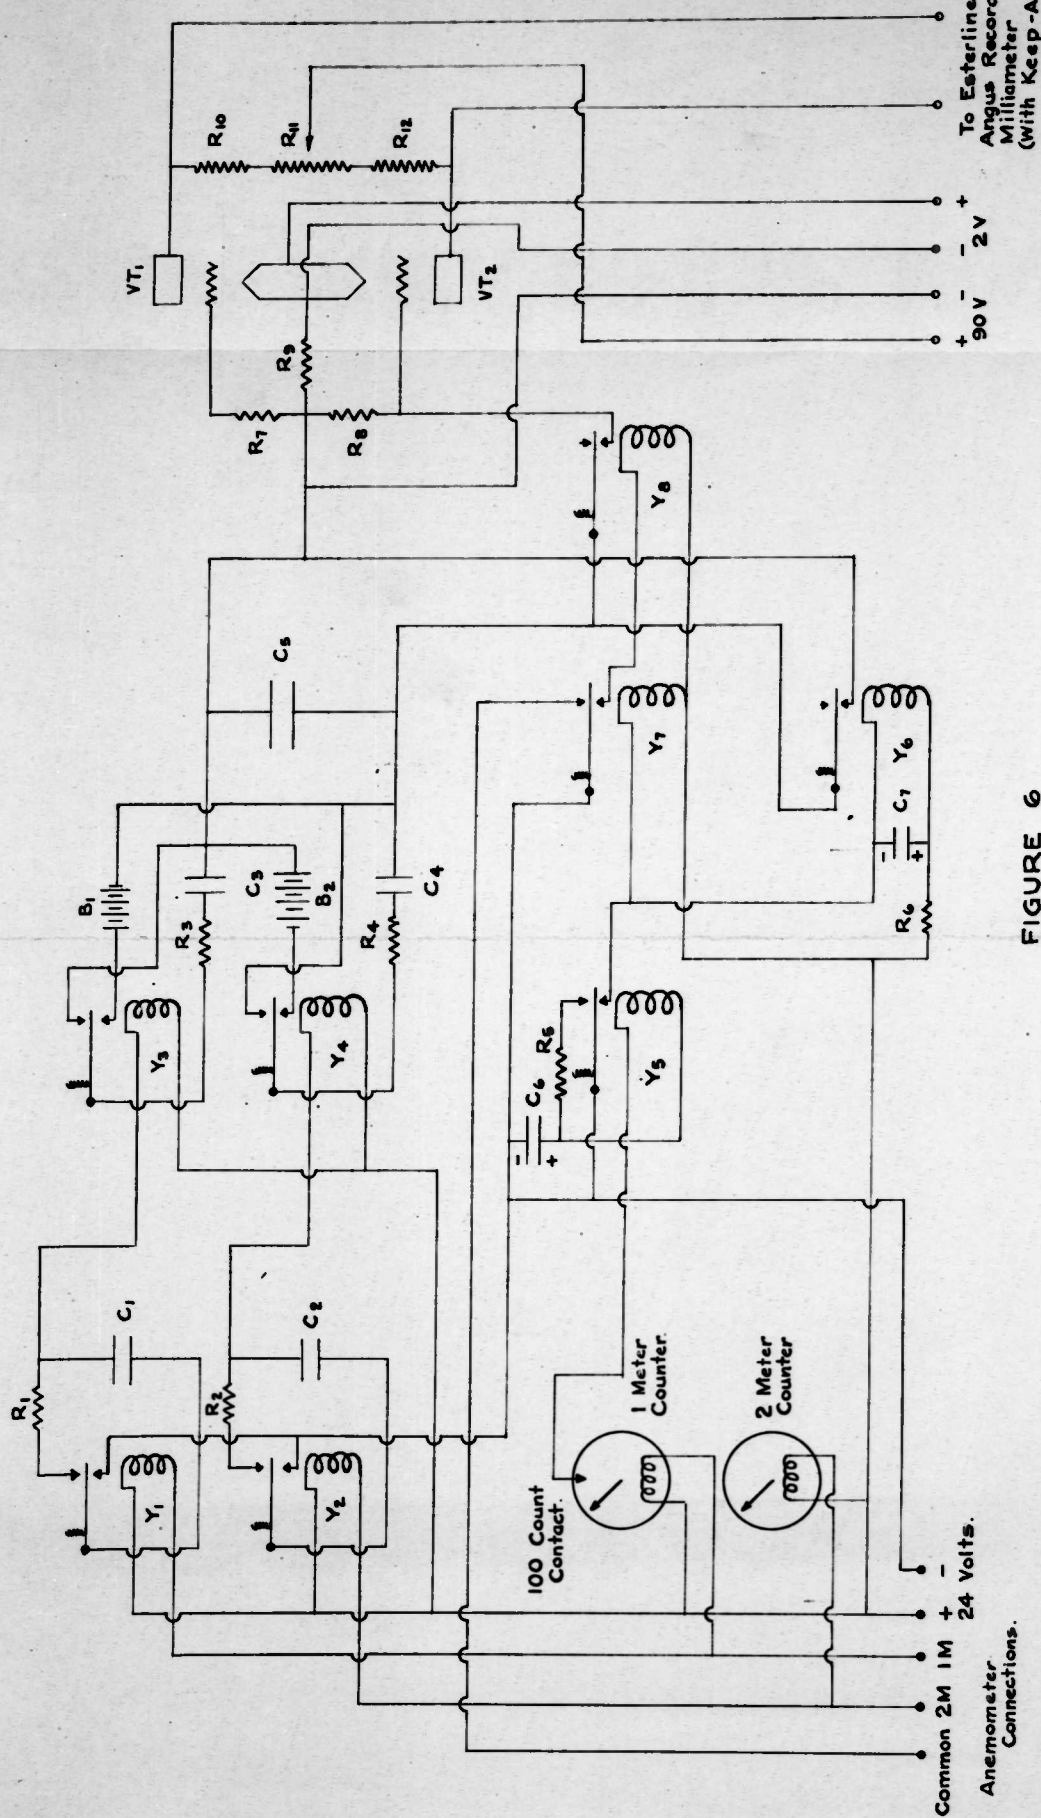 R10
R11
R12
VT1
VT2
R9
R7
R8
Y8
C5
B1
C3
R3
B2
C4
R4
Y3
Y4
Y7
Y6
C7
- +
R6
R5
C6
- +
Y5
R1
C1
R2
C2
Y1
Y2
1 Meter
Counter.
2 Meter
Counter
100 Count
Contact.
To Esterline
Angus
Milliameter
(With
+ 90V -
- 2V +
Common 2M 1M + -
24 Volts.
Anemometer
Connections.
FIGURE 6